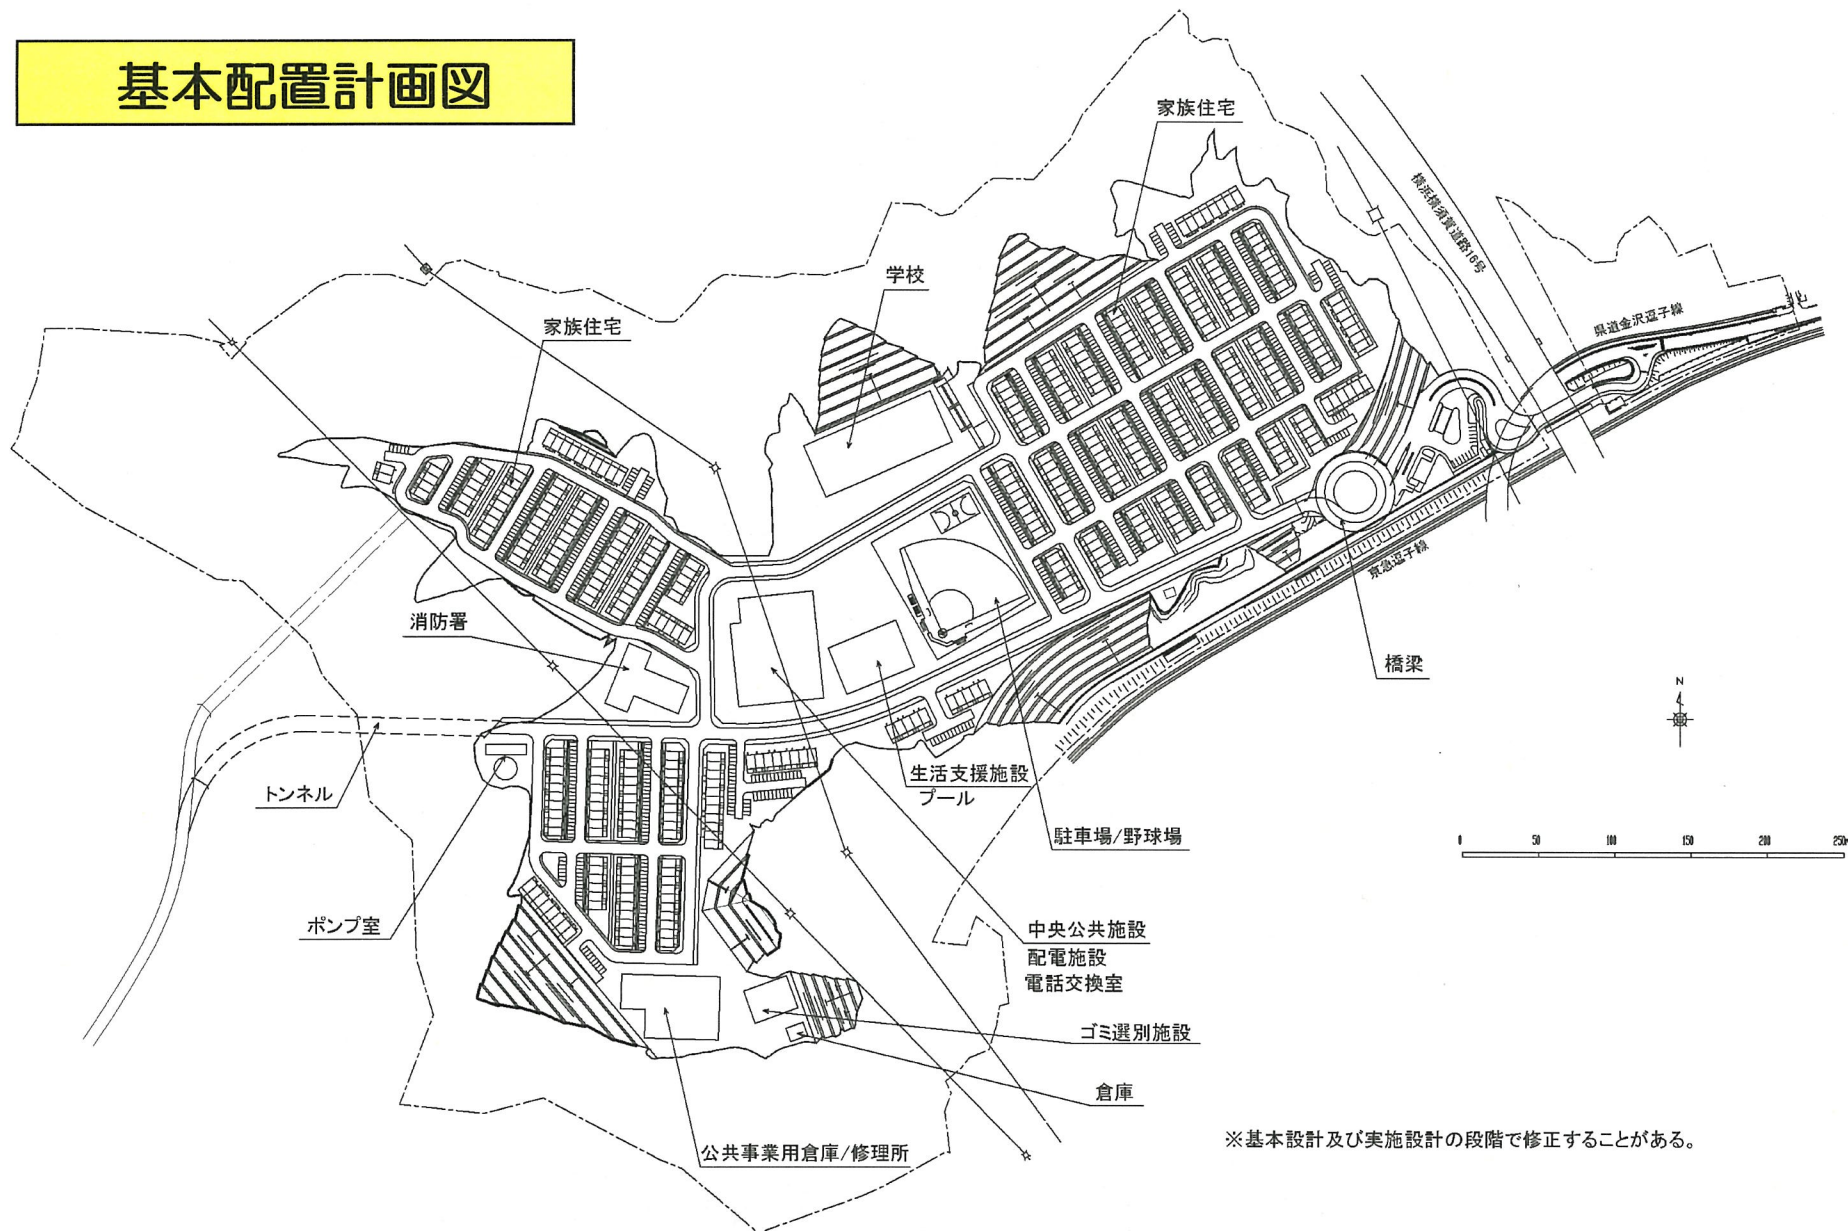 基本配置計画図
家族住宅
横浜横須賀道路16号
学校
県道金沢逗子線
家族住宅
京急逗子線
消防署
橋梁
N
トンネル
生活支援施設
プール
駐車場/野球場
0 50 100 150 200 250m
ポンプ室
中央公共施設
配電施設
電話交換室
ゴミ選別施設
倉庫
公共事業用倉庫/修理所
※基本設計及び実施設計の段階で修正することがある。